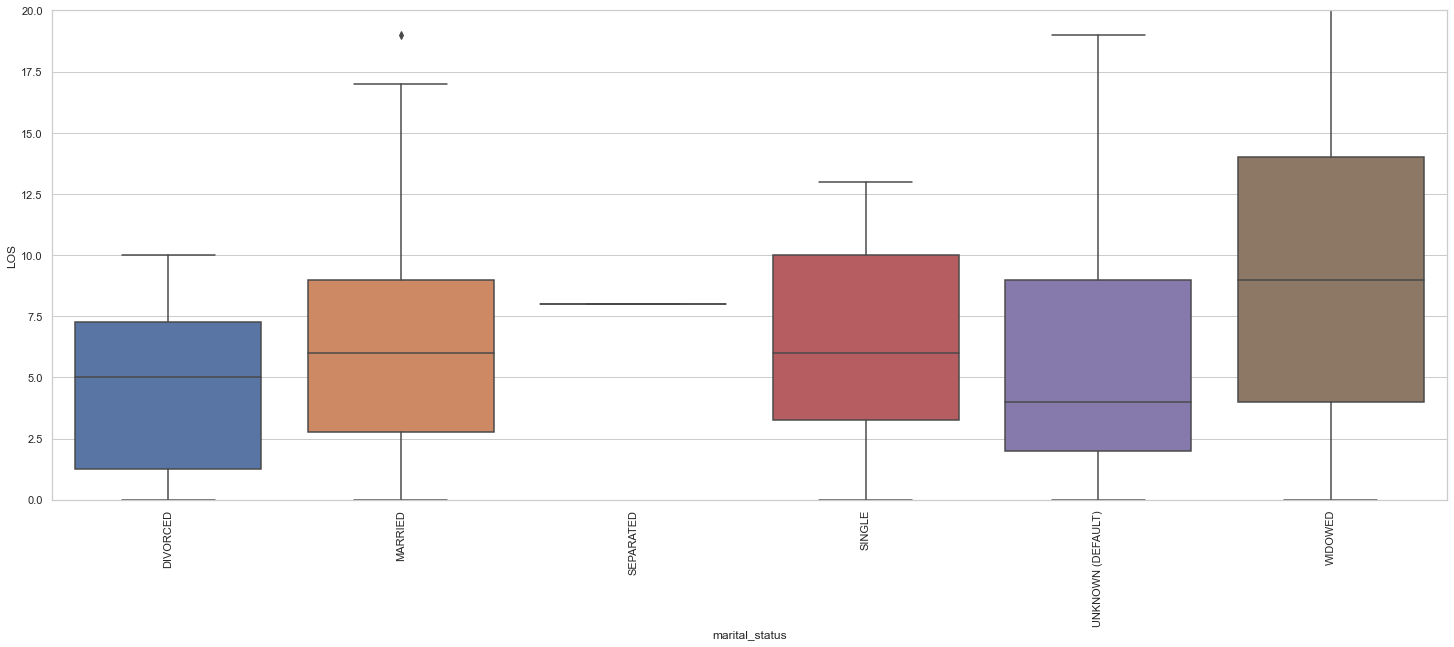 20.0
17.5
15.0
12.5
10.0
7.5
5.0
2.5
0.0
LOS
DIVORCED
MARRIED
SEPARATED
SINGLE
UNKNOWN (DEFAULT)
WIDOWED
marital_status